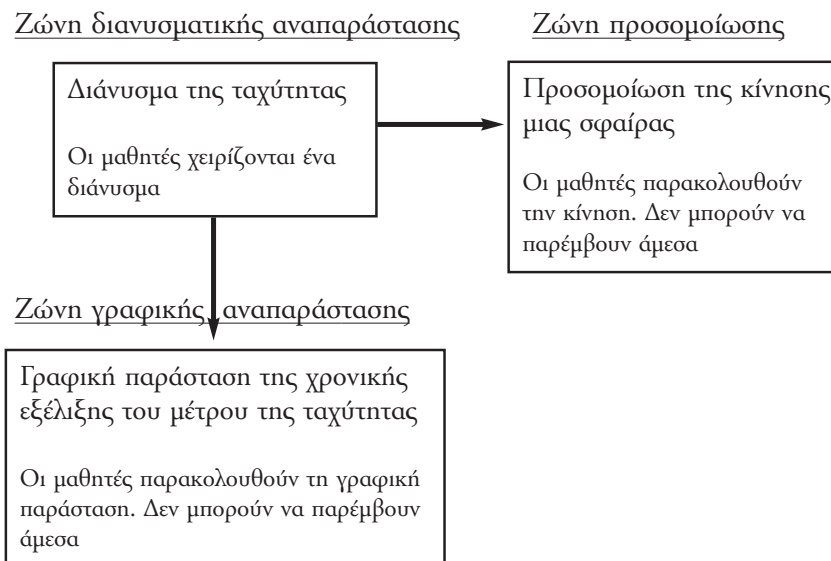 Ζώνη διανυσματικής αναπαράστασης
Ζώνη προσομοίωσης
Διάνυσμα της ταχύτητας
Οι μαθητές χειρίζονται ένα
διάνυσμα
Προσομοίωση της κίνησης
μιας σφαίρας
Οι μαθητές παρακολουθούν
την κίνηση. Δεν μπορούν να
παρέμβουν άμεσα
Ζώνη γραφικής αναπαράστασης
Γραφική παράσταση της χρονικής
εξέλιξης του μέτρου της ταχύτητας
Οι μαθητές παρακολουθούν τη γραφική
παράσταση. Δεν μπορούν να παρέμβουν
άμεσα